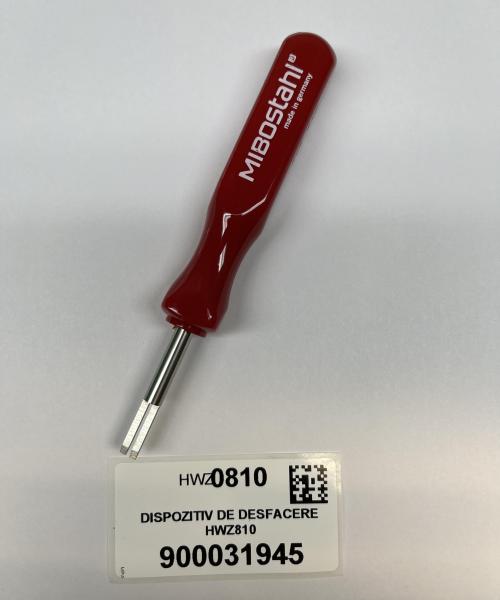 MIBOstahl
made in germany
HWZ0810
DISPOZITIV DE DESFACERE
HWZ810
900031945